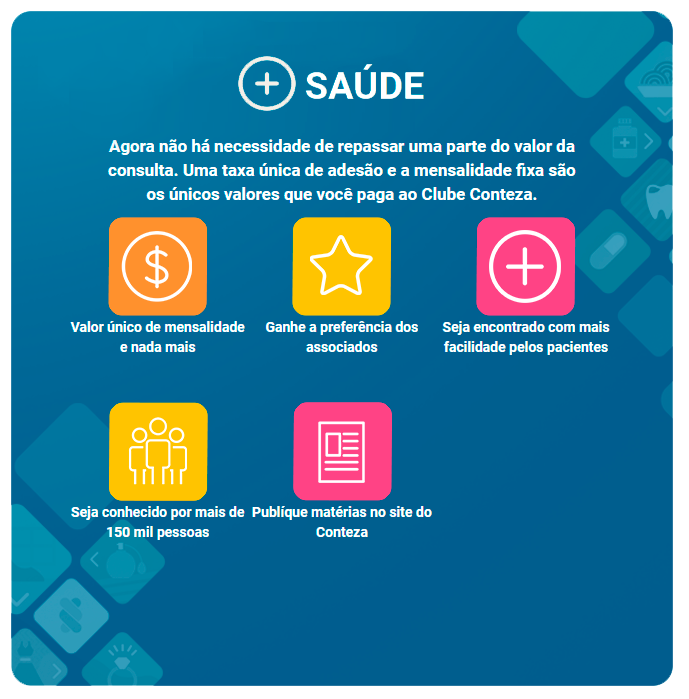 SAÚDE
Agora não há necessidade de repassar uma parte do valor da
consulta. Uma taxa única de adesão e a mensalidade fixa são
os únicos valores que você paga ao Clube Conteza.
Valor único de mensalidade
e nada mais
Ganhe a preferência dos
associados
Seja encontrado com mais
facilidade pelos pacientes
Seja conhecido por mais de
150 mil pessoas
Publíque matérias no site do
Conteza